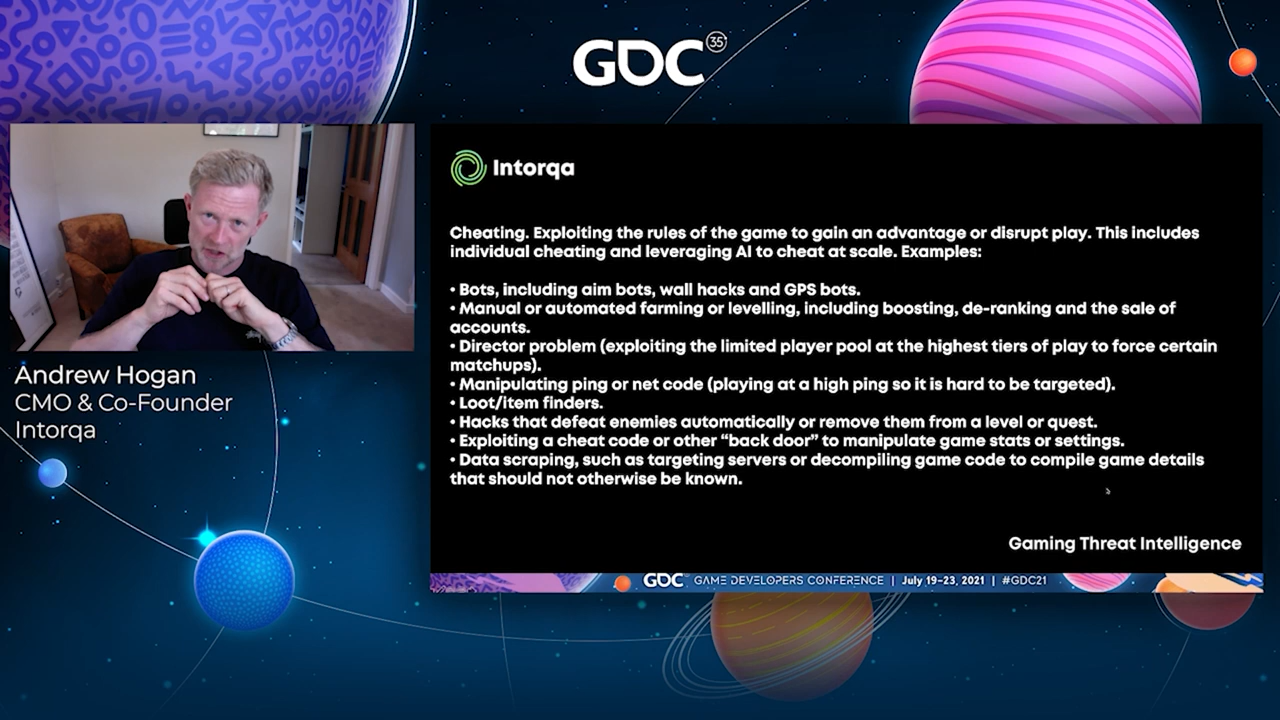 GDC 35
Intorqa
Cheating. Exploiting the rules of the game to gain an advantage or disrupt play. This includes
individual cheating and leveraging AI to cheat at scale. Examples:
• Bots, including aim bots, wall hacks and GPS bots.
• Manual or automated farming or levelling, including boosting, de-ranking and the sale of
accounts.
• Director problem (exploiting the limited player pool at the highest tiers of play to force certain
matchups).
• Manipulating ping or net code (playing at a high ping so it is hard to be targeted).
• Loot/item finders.
• Hacks that defeat enemies automatically or remove them from a level or quest.
• Exploiting a cheat code or other “back door” to manipulate game stats or settings.
• Data scraping, such as targeting servers or decompiling game code to compile game details
that should not otherwise be known.
Gaming Threat Intelligence
GDC GAME DEVELOPERS CONFERENCE | July 19-23, 2021 | #GDC21
Andrew Hogan
CMO & Co-Founder
Intorqa